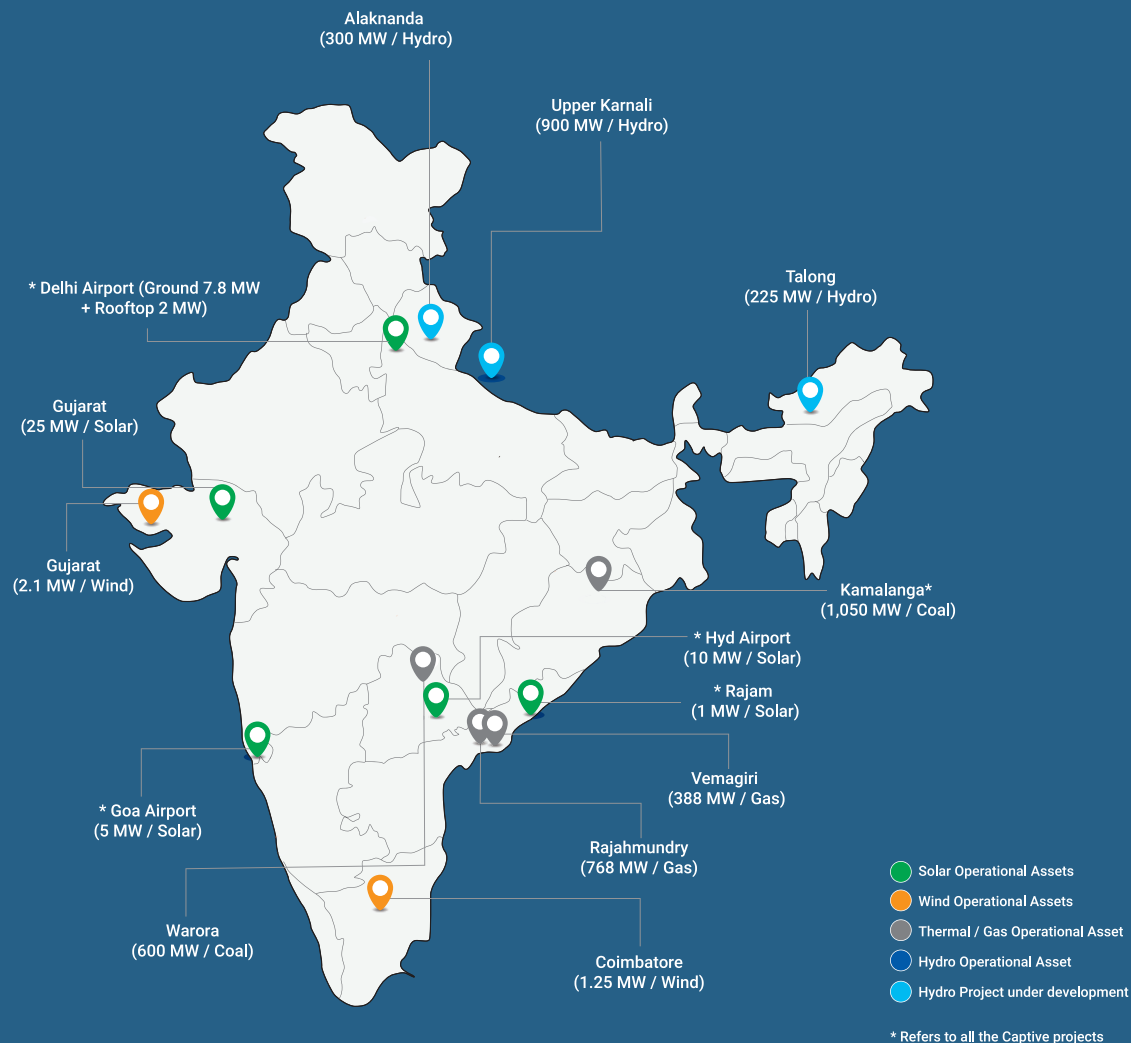 Alaknanda
(300 MW / Hydro)
Upper Karnali
(900 MW / Hydro)
* Delhi Airport (Ground 7.8 MW
+ Rooftop 2 MW)
Talong
(225 MW / Hydro)
Gujarat
(25 MW / Solar)
Gujarat
(2.1 MW / Wind)
Kamalanga*
(1,050 MW / Coal)
* Hyd Airport
(10 MW / Solar)
* Rajam
(1 MW / Solar)
Vemagiri
(388 MW / Gas)
* Goa Airport
(5 MW / Solar)
Rajahmundry
(768 MW / Gas)
Warora
(600 MW / Coal)
Coimbatore
(1.25 MW / Wind)
Solar Operational Assets
Wind Operational Assets
Thermal / Gas Operational Asset
Hydro Operational Asset
Hydro Project under development
* Refers to all the Captive projects